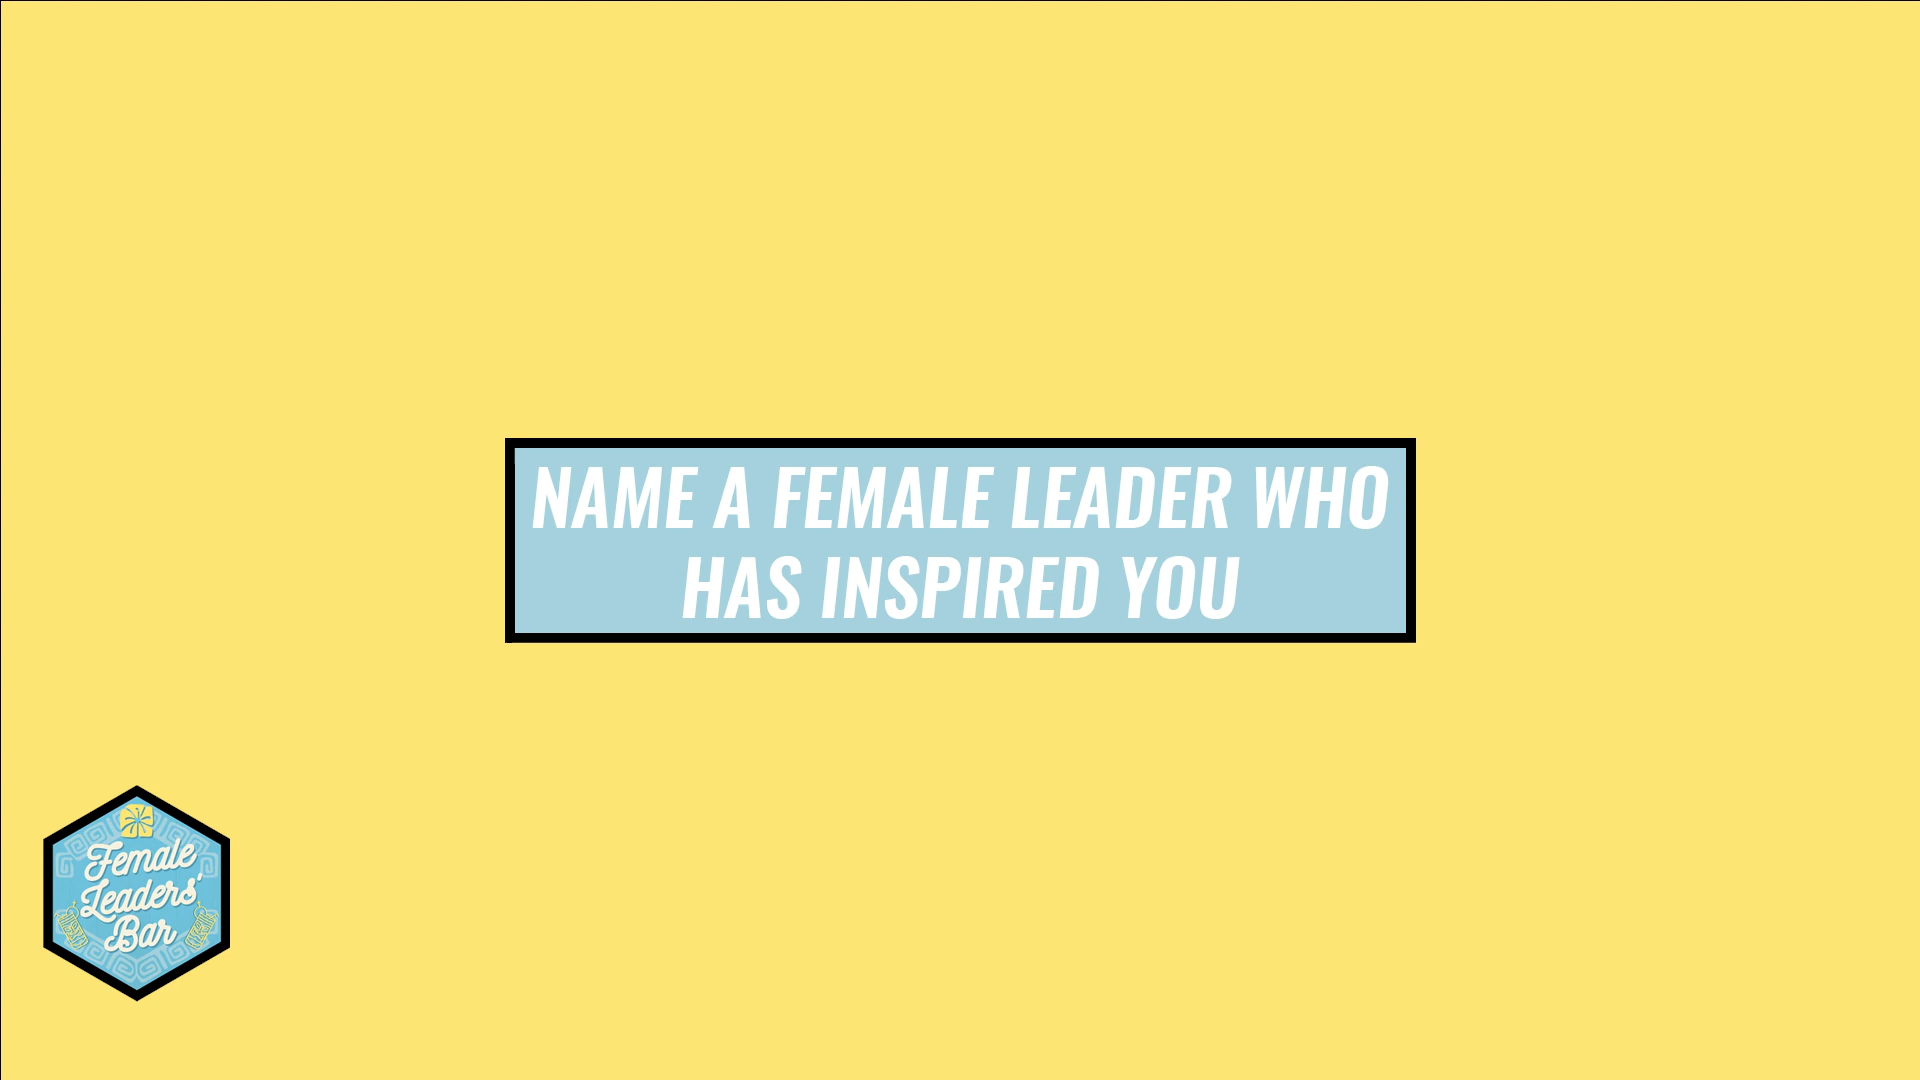 NAME A FEMALE LEADER WHO
HAS INSPIRED YOU
Female
Leaders'
Bar